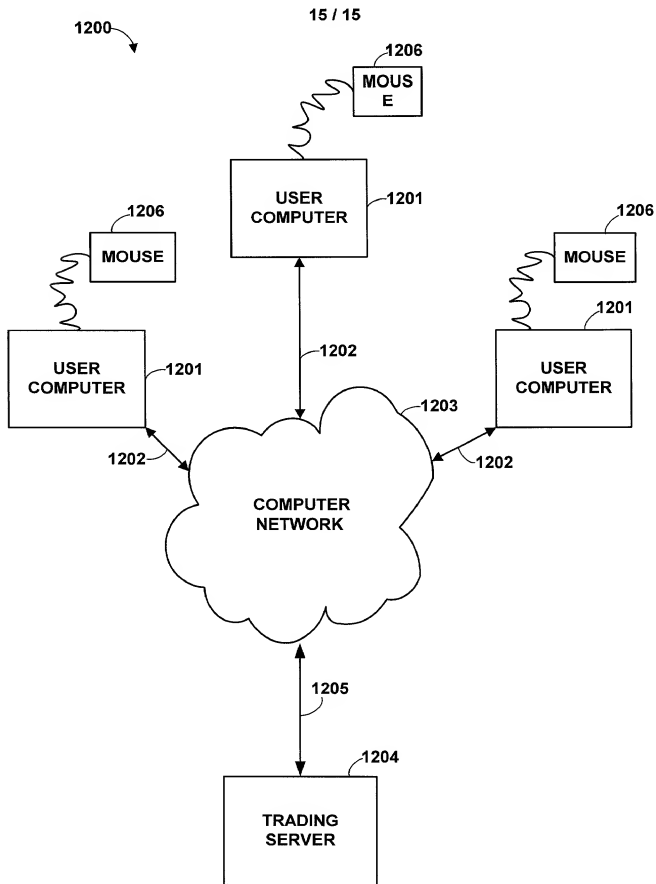 15 / 15
1200
1206
MOUS
E
USER
COMPUTER
1201
1206
MOUSE
1206
MOUSE
USER
COMPUTER
1201
1201
USER
COMPUTER
1202
1202
1203
1202
COMPUTER
NETWORK
1205
1204
TRADING
SERVER